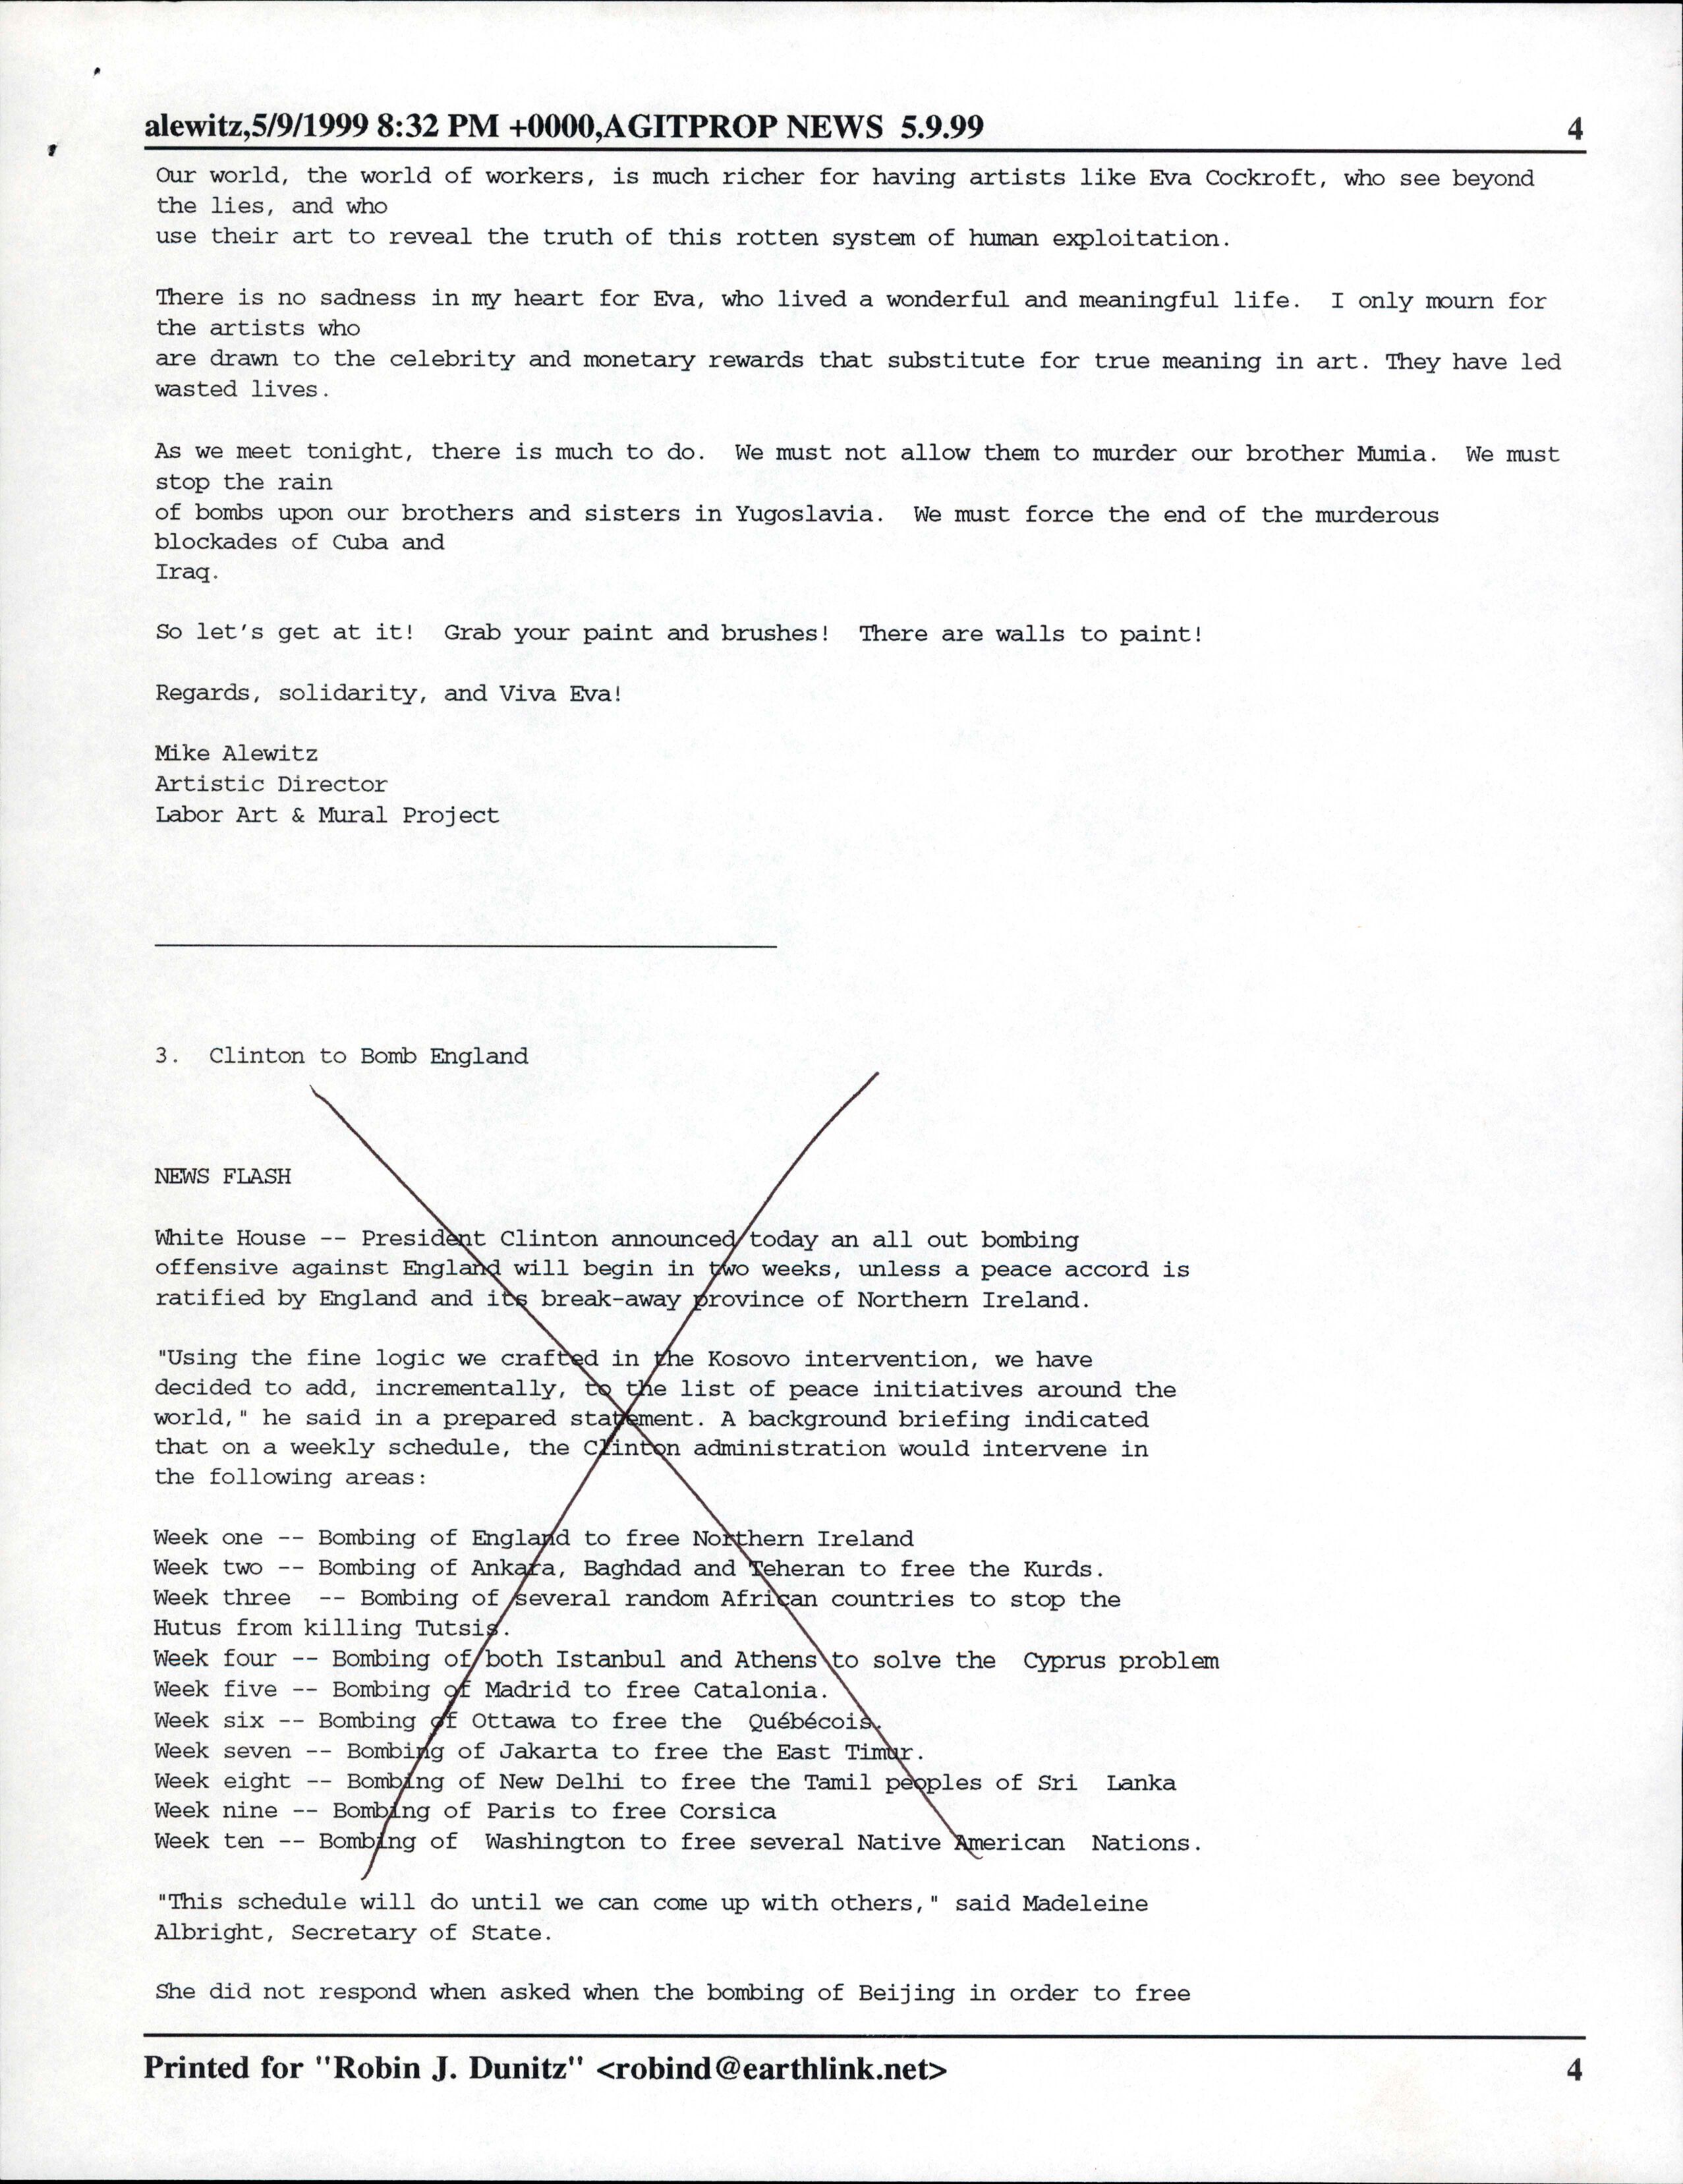 alewitz,5/9/1999 8:32 PM +0000,AGITPROP NEWS 5.9.99 4
Our world, the world of workers, is much richer for having artists like Eva Cockroft, who see beyond
the lies, and who
use their art to reveal the truth of this rotten system of human exploitation.
There is no sadness in my heart for Eva, who lived a wonderful and meaningful life. I only mourn for
the artists who
are drawn to the celebrity and monetary rewards that substitute for true meaning in art. They have led
wasted lives.
As we meet tonight, there is much to do. We must not allow them to murder our brother Mumia. We must
stop the rain
of bombs upon our brothers and sisters in Yugoslavia. We must force the end of the murderous
blockades of Cuba and
Iraq.
So let's get at it! Grab your paint and brushes! There are walls to paint!
Regards, solidarity, and Viva Eva!
Mike Alewitz
Artistic Director
Labor Art & Mural Project
3. Clinton to Bomb England
NEWS FLASH
White House -- President Clinton announced today an all out bombing
offensive against England will begin in two weeks, unless a peace accord is
ratified by England and its break-away province of Northern Ireland.
"Using the fine logic we crafted in the Kosovo intervention, we have
decided to add, incrementally, to the list of peace initiatives around the
world," he said in a prepared statement. A background briefing indicated
that on a weekly schedule, the Clinton administration would intervene in
the following areas:
Week one -- Bombing of England to free Northern Ireland
Week two -- Bombing of Ankara, Baghdad and Teheran to free the Kurds.
Week three -- Bombing of several random African countries to stop the
Hutus from killing Tutsis.
Week four -- Bombing of both Istanbul and Athens to solve the Cyprus problem
Week five -- Bombing of Madrid to free Catalonia.
Week six -- Bombing of Ottawa to free the Québécois.
Week seven -- Bombing of Jakarta to free the East Timur.
Week eight -- Bombing of New Delhi to free the Tamil peoples of Sri Lanka
Week nine -- Bombing of Paris to free Corsica
Week ten -- Bombing of Washington to free several Native American Nations.
"This schedule will do until we can come up with others," said Madeleine
Albright, Secretary of State.
She did not respond when asked when the bombing of Beijing in order to free
Printed for "Robin J. Dunitz" <robind@earthlink.net> 4